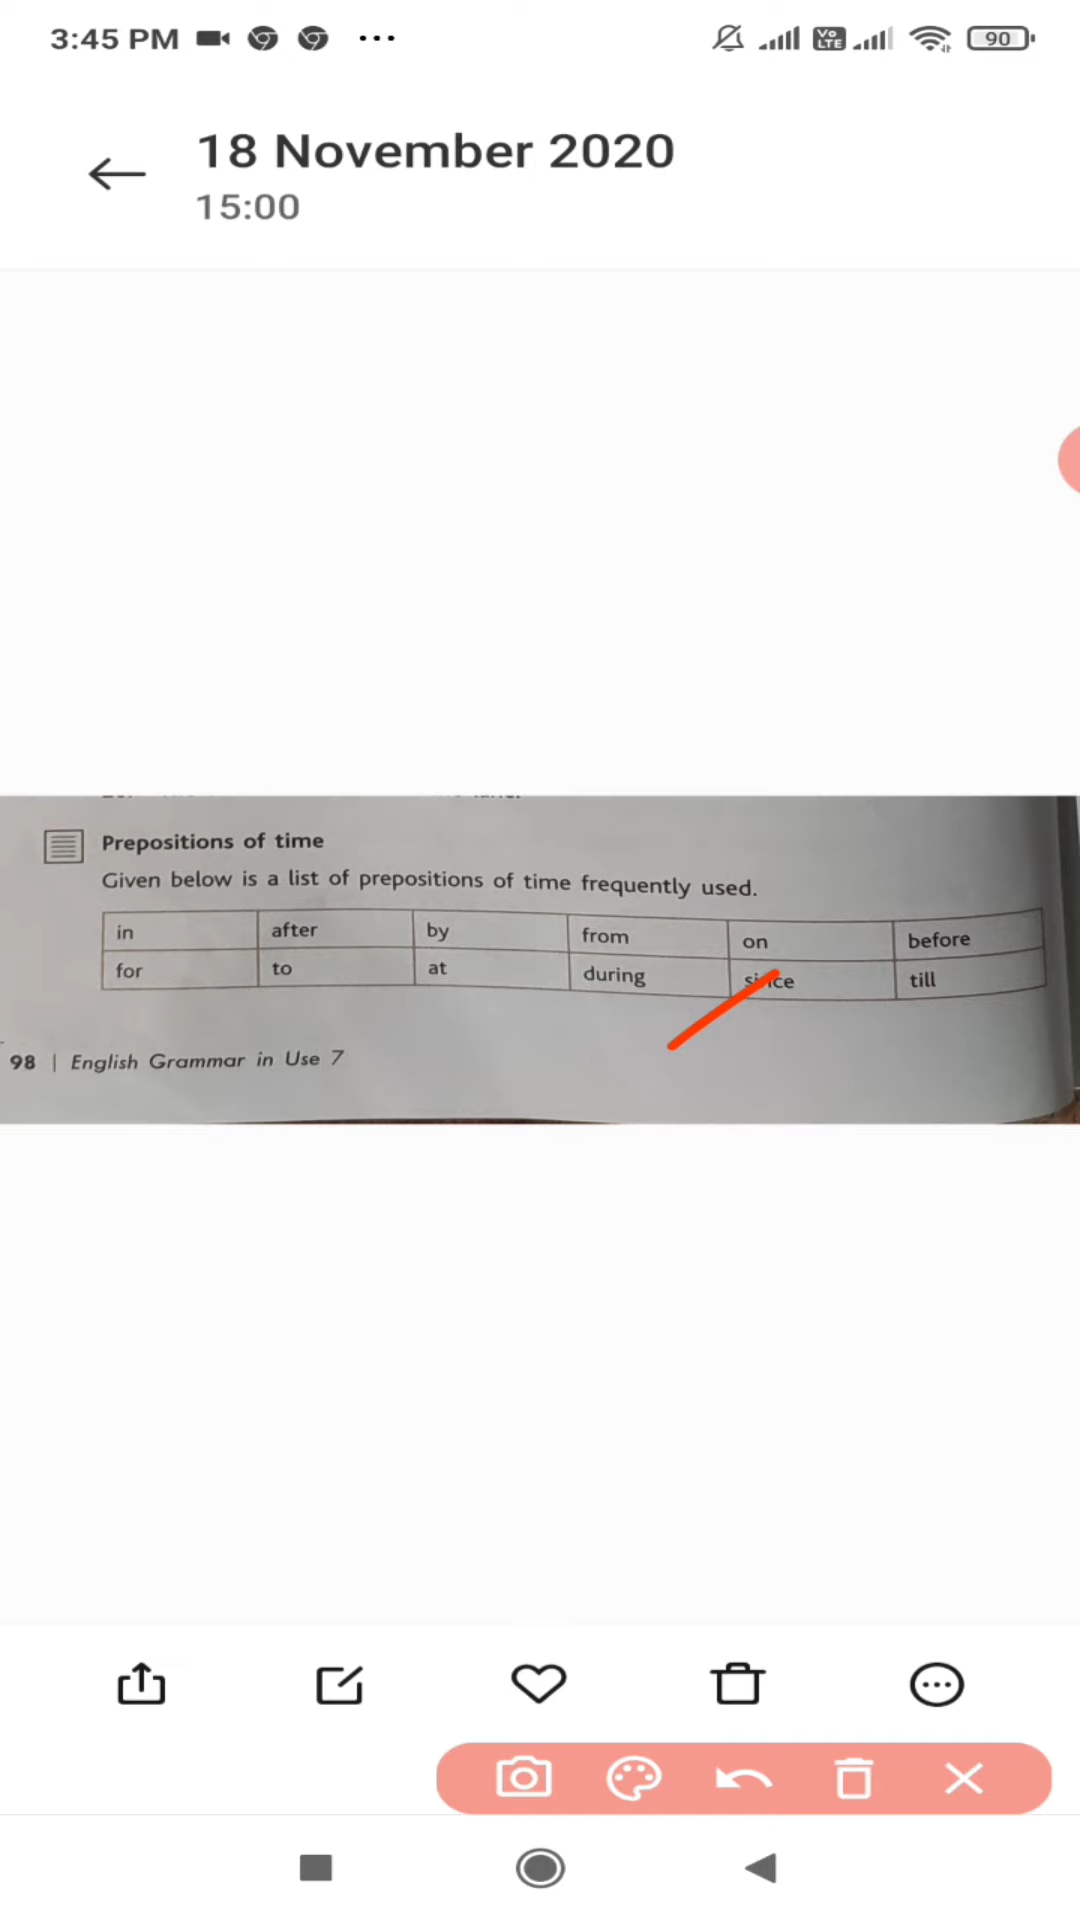 3:45 PM
90
18 November 2020
15:00
Prepositions of time
Given below is a list of prepositions of time frequently used.
in after by from on before
for to at during since till
98 | English Grammar in Use 7